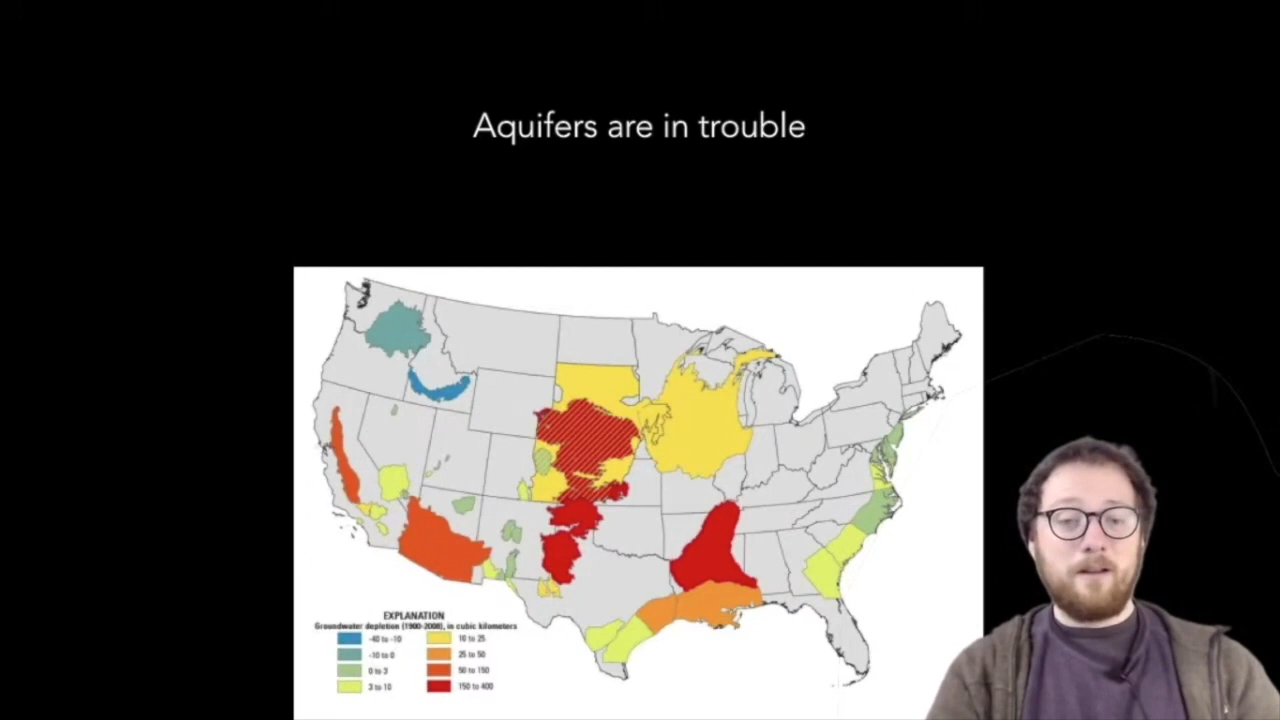 Aquifers are in trouble
EXPLANATION
Groundwater depletion (1900-2008), in cubic kilometers
-40 to -10
-10 to 0
0 to 3
3 to 10
10 to 25
25 to 50
50 to 150
150 to 400